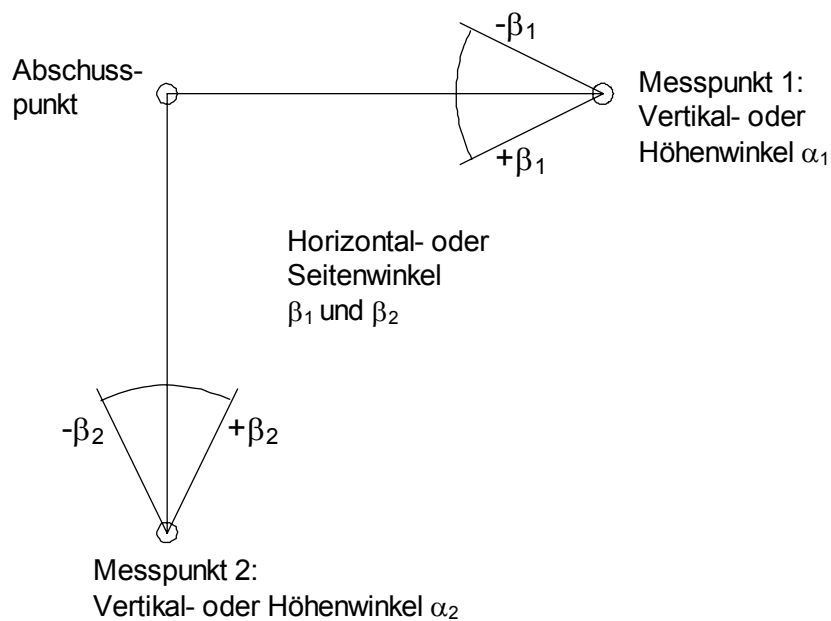 -β₁
Abschuss-
punkt
Messpunkt 1:
Vertikal- oder
Höhenwinkel α₁
+β₁
Horizontal- oder
Seitenwinkel
β₁ und β₂
-β₂
+β₂
Messpunkt 2:
Vertikal- oder Höhenwinkel α₂